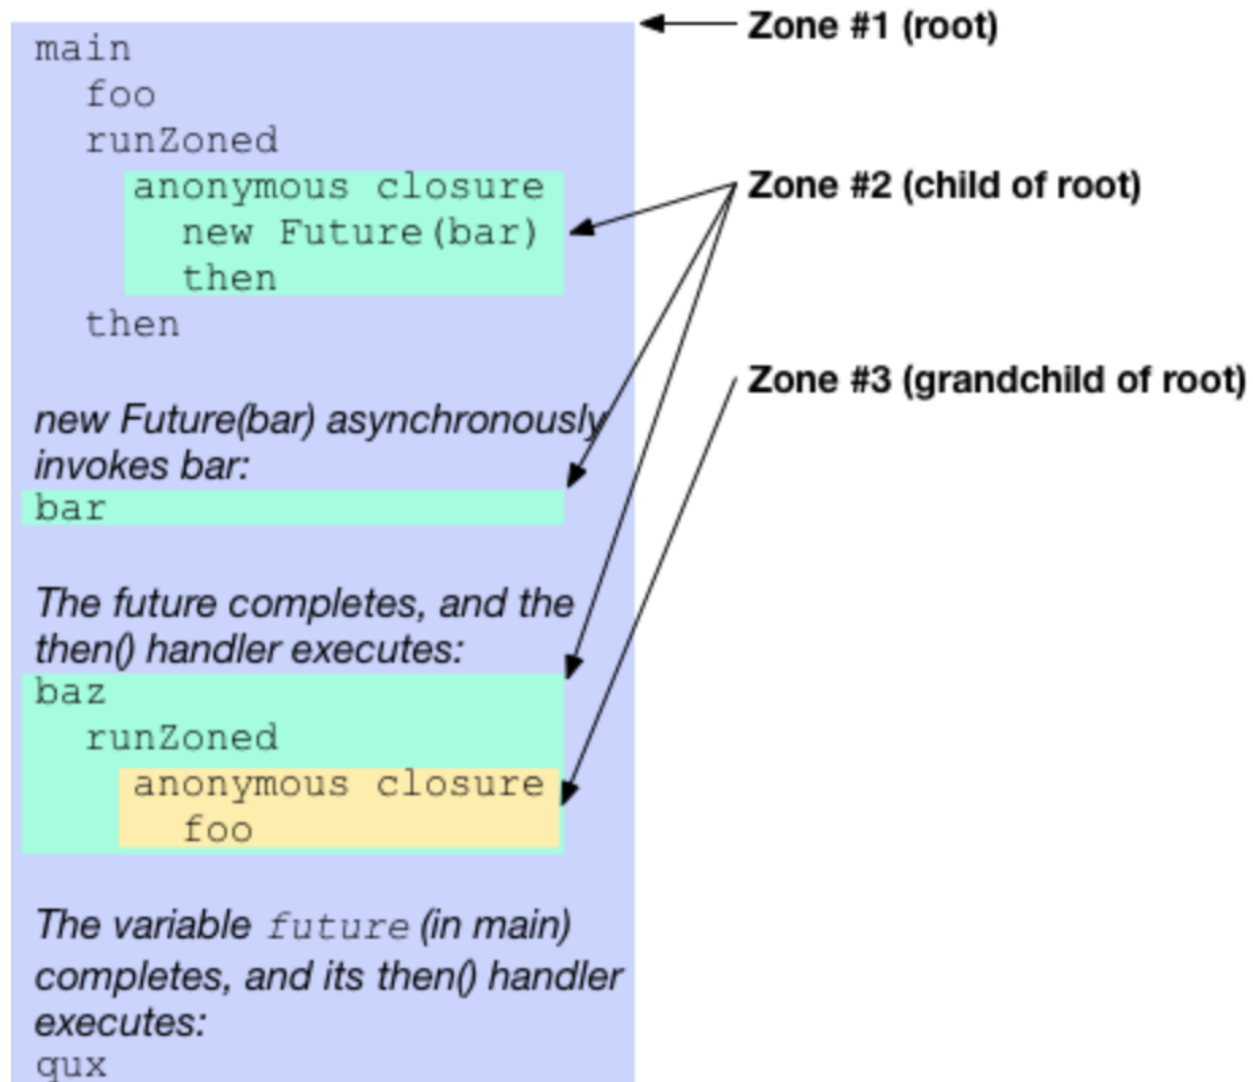 Zone #1 (root)
main
foo
runZoned
anonymous closure
Zone #2 (child of root)
new Future(bar)
then
then
Zone #3 (grandchild of root)
new Future(bar) asynchronously
invokes bar:
bar
The future completes, and the
then() handler executes:
baz
runZoned
anonymous closure
foo
The variable future (in main)
completes, and its then() handler
executes:
qux